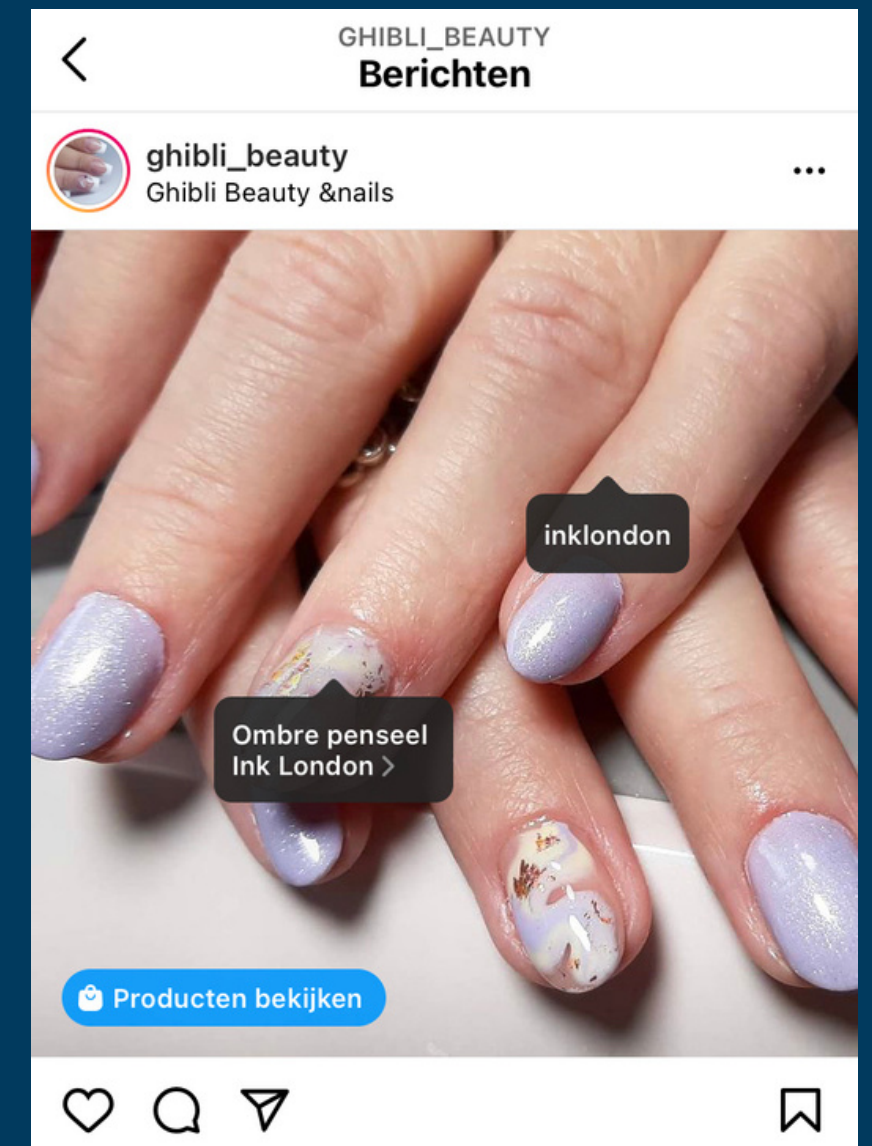 GHIBLI_BEAUTY
Berichten
ghibli_beauty
Ghibli Beauty &nails
inklondon
Ombre penseel
Ink London
Producten bekijken